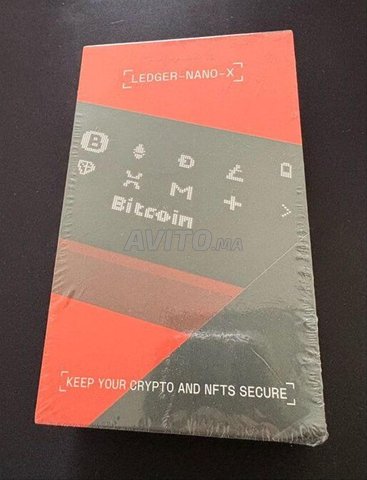 LEDGER-NANO-X
Bitcoin
AVITO.MA
KEEP YOUR CRYPTO AND NFTS SECURE